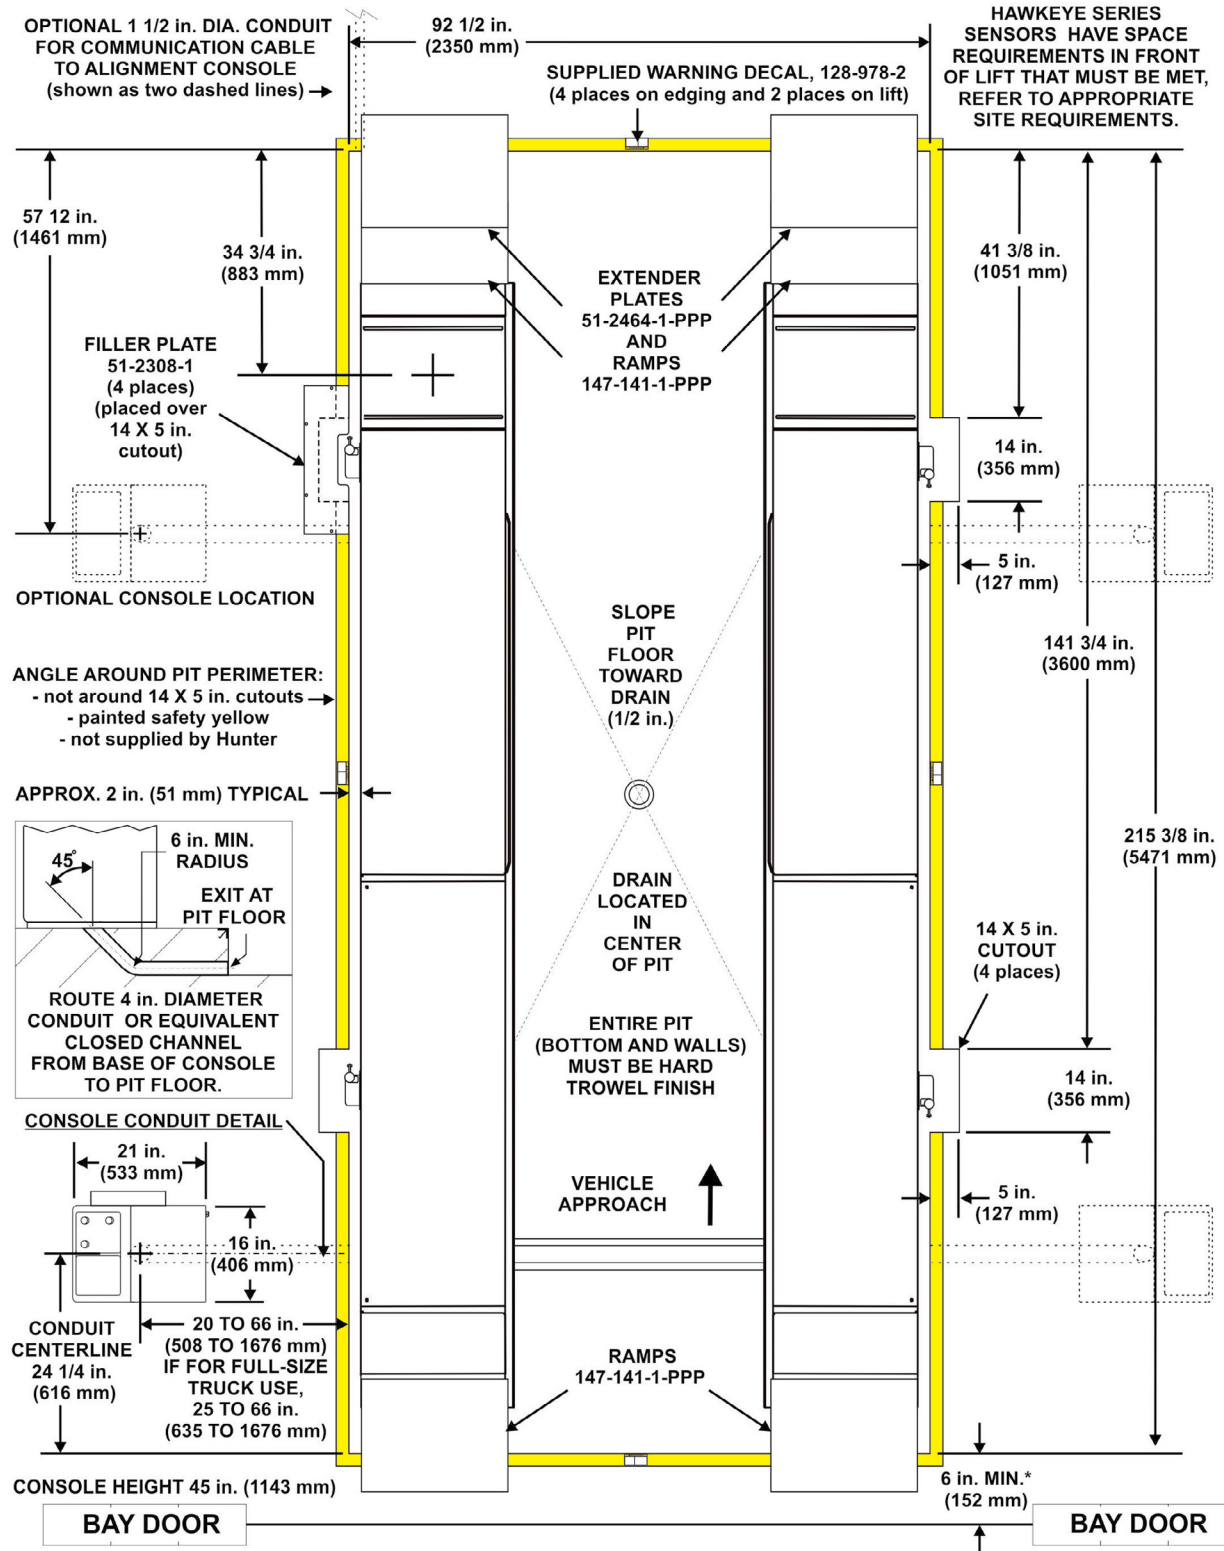 OPTIONAL 1 1/2 in. DIA. CONDUIT
FOR COMMUNICATION CABLE
TO ALIGNMENT CONSOLE
(shown as two dashed lines)
92 1/2 in.
(2350 mm)
SUPPLIED WARNING DECAL, 128-978-2
(4 places on edging and 2 places on lift)
HAWKEYE SERIES
SENSORS HAVE SPACE
REQUIREMENTS IN FRONT
OF LIFT THAT MUST BE MET,
REFER TO APPROPRIATE
SITE REQUIREMENTS.
57 12 in.
(1461 mm)
34 3/4 in.
(883 mm)
41 3/8 in.
(1051 mm)
EXTENDER
PLATES
51-2464-1-PPP
AND
RAMPS
147-141-1-PPP
FILLER PLATE
51-2308-1
(4 places)
(placed over
14 X 5 in.
cutout)
14 in.
(356 mm)
5 in.
(127 mm)
OPTIONAL CONSOLE LOCATION
SLOPE
PIT
FLOOR
TOWARD
DRAIN
(1/2 in.)
141 3/4 in.
(3600 mm)
ANGLE AROUND PIT PERIMETER:
- not around 14 X 5 in. cutouts
- painted safety yellow
- not supplied by Hunter
APPROX. 2 in. (51 mm) TYPICAL
215 3/8 in.
(5471 mm)
45°
6 in. MIN.
RADIUS
EXIT AT
PIT FLOOR
ROUTE 4 in. DIAMETER
CONDUIT OR EQUIVALENT
CLOSED CHANNEL
FROM BASE OF CONSOLE
TO PIT FLOOR.
DRAIN
LOCATED
IN
CENTER
OF PIT
14 X 5 in.
CUTOUT
(4 places)
ENTIRE PIT
(BOTTOM AND WALLS)
MUST BE HARD
TROWEL FINISH
14 in.
(356 mm)
CONSOLE CONDUIT DETAIL
21 in.
(533 mm)
VEHICLE
APPROACH
5 in.
(127 mm)
16 in.
(406 mm)
CONDUIT
CENTERLINE
24 1/4 in.
(616 mm)
20 TO 66 in.
(508 TO 1676 mm)
IF FOR FULL-SIZE
TRUCK USE,
25 TO 66 in.
(635 TO 1676 mm)
RAMPS
147-141-1-PPP
CONSOLE HEIGHT 45 in. (1143 mm)
6 in. MIN.*
(152 mm)
BAY DOOR
BAY DOOR